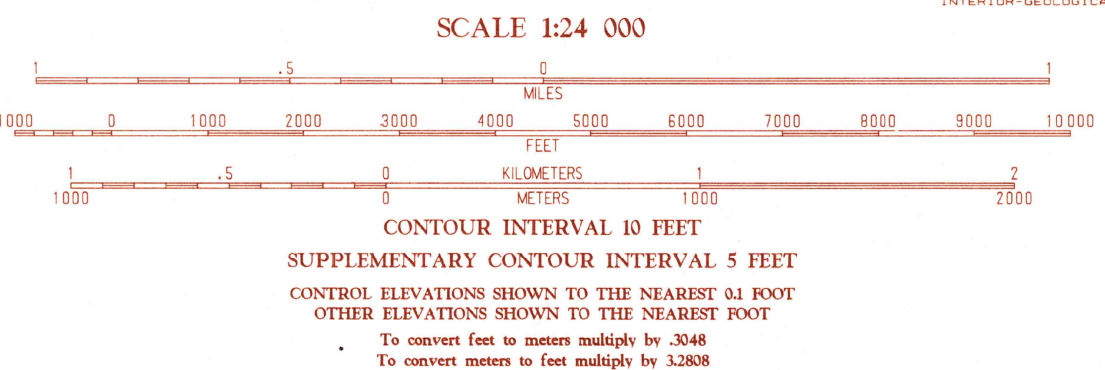 INTERIOR-GEOLOGICA
SCALE 1:24 000
1 .5 0 1
MILES
1000 0 1000 2000 3000 4000 5000 6000 7000 8000 9000 10 000
FEET
1 .5 0 KILOMETERS 1 2
1000 0 METERS 1000 2000
CONTOUR INTERVAL 10 FEET
SUPPLEMENTARY CONTOUR INTERVAL 5 FEET
CONTROL ELEVATIONS SHOWN TO THE NEAREST 0.1 FOOT
OTHER ELEVATIONS SHOWN TO THE NEAREST FOOT
To convert feet to meters multiply by .3048
To convert meters to feet multiply by 3.2808